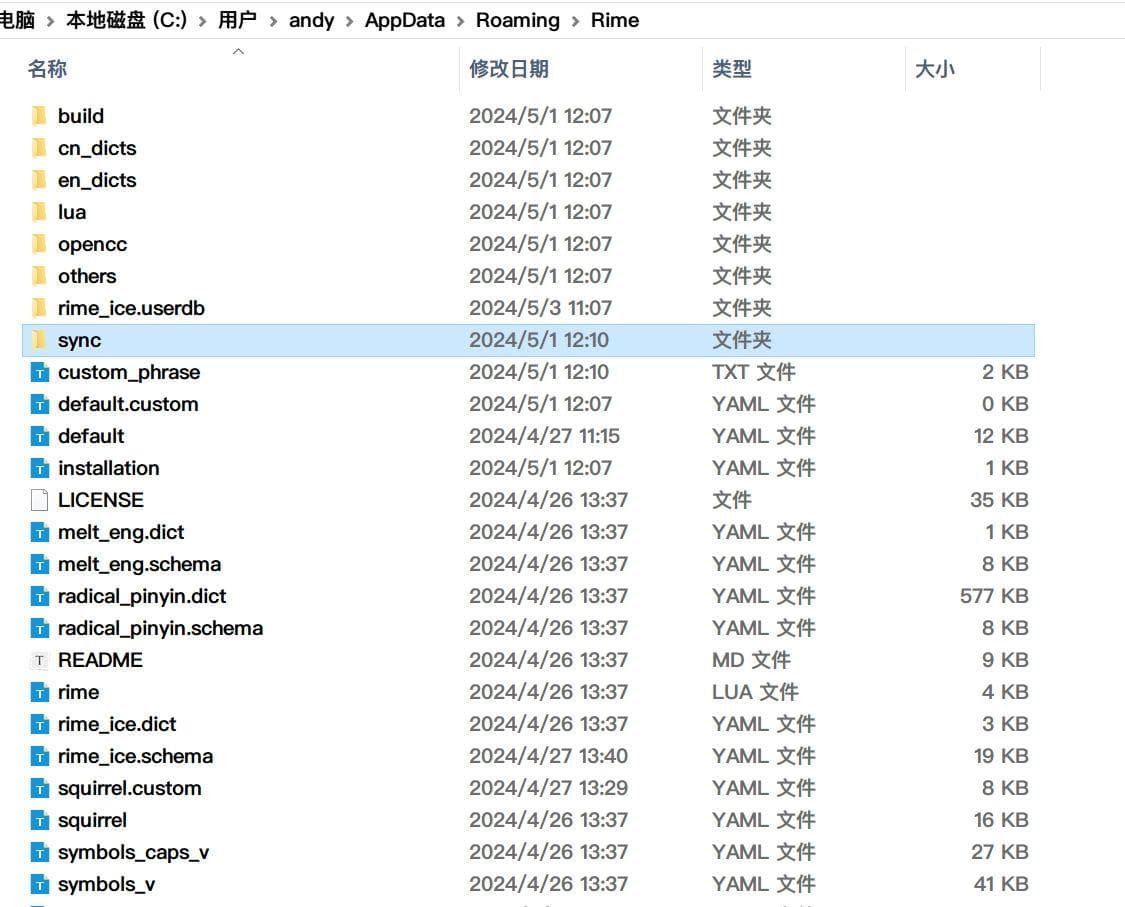 电脑 › 本地磁盘 (C:) › 用户 › andy › AppData › Roaming › Rime
名称 修改日期 类型 大小
build 2024/5/1 12:07 文件夹
cn_dicts 2024/5/1 12:07 文件夹
en_dicts 2024/5/1 12:07 文件夹
lua 2024/5/1 12:07 文件夹
opencc 2024/5/1 12:07 文件夹
others 2024/5/1 12:07 文件夹
rime_ice.userdb 2024/5/3 11:07 文件夹
sync 2024/5/1 12:10 文件夹
custom_phrase 2024/5/1 12:10 TXT 文件 2 KB
default.custom 2024/5/1 12:07 YAML 文件 0 KB
default 2024/4/27 11:15 YAML 文件 12 KB
installation 2024/5/1 12:07 YAML 文件 1 KB
LICENSE 2024/4/26 13:37 文件 35 KB
melt_eng.dict 2024/4/26 13:37 YAML 文件 1 KB
melt_eng.schema 2024/4/26 13:37 YAML 文件 8 KB
radical_pinyin.dict 2024/4/26 13:37 YAML 文件 577 KB
radical_pinyin.schema 2024/4/26 13:37 YAML 文件 8 KB
README 2024/4/26 13:37 MD 文件 9 KB
rime 2024/4/26 13:37 LUA 文件 4 KB
rime_ice.dict 2024/4/26 13:37 YAML 文件 3 KB
rime_ice.schema 2024/4/27 13:40 YAML 文件 19 KB
squirrel.custom 2024/4/27 13:29 YAML 文件 8 KB
squirrel 2024/4/26 13:37 YAML 文件 16 KB
symbols_caps_v 2024/4/26 13:37 YAML 文件 27 KB
symbols_v 2024/4/26 13:37 YAML 文件 41 KB